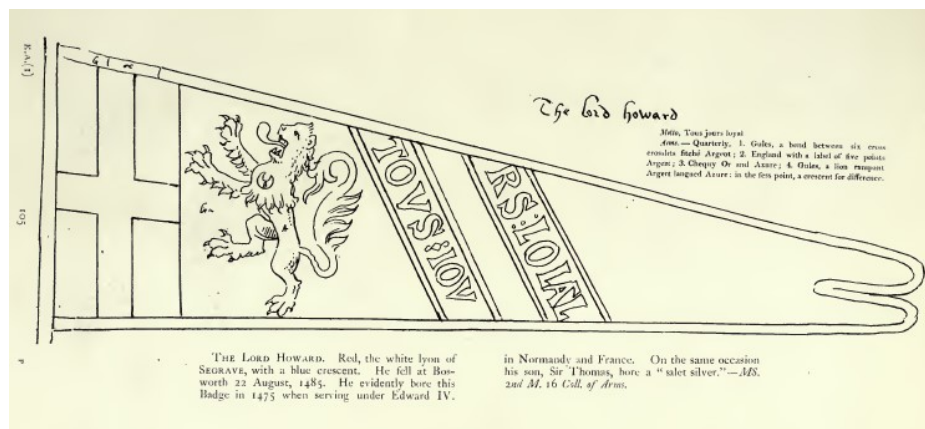 K.A.(1)
The lord howard
Motto, Tous jours loyal
Arms.—Quarterly, 1. Gules, a bend between six cross
crosslets fitché Argent; 2. England with a label of five points
Argent; 3. Chequy Or and Azure; 4. Gules, a lion rampant
Argent langued Azure: in the fess point, a crescent for difference.
TOVS:IOV
RS:LOIAL
105
THE LORD HOWARD. Red, the white lyon of
SEGRAVE, with a blue crescent. He fell at Bos-
worth 22 August, 1485. He evidently bore this
Badge in 1475 when serving under Edward IV.
in Normandy and France. On the same occasion
his son, Sir Thomas, bore a “salet silver.”—MS.
2nd M. 16 Coll. of Arms.
P